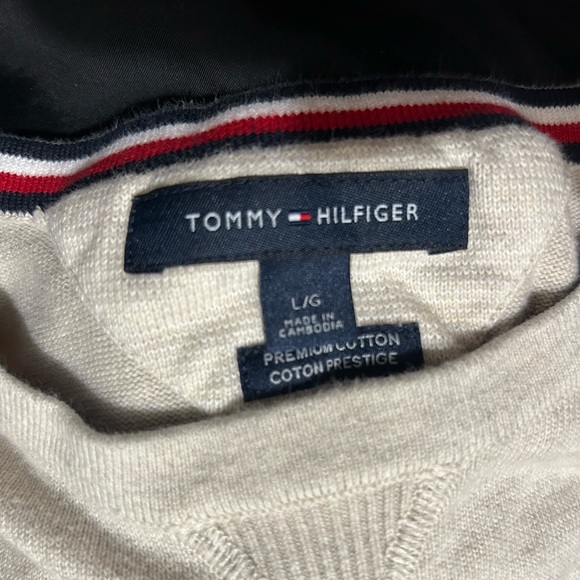 TOMMY HILFIGER
L/G
MADE IN
CAMBODIA
PREMIUM COTTON
COTON PRESTIGE